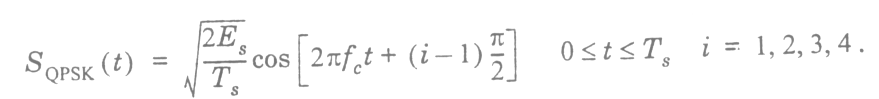 S_QPSK (t) = √(2E_s / T_s) cos [2πf_c t + (i − 1) π/2]   0 ≤ t ≤ T_s   i = 1, 2, 3, 4 .